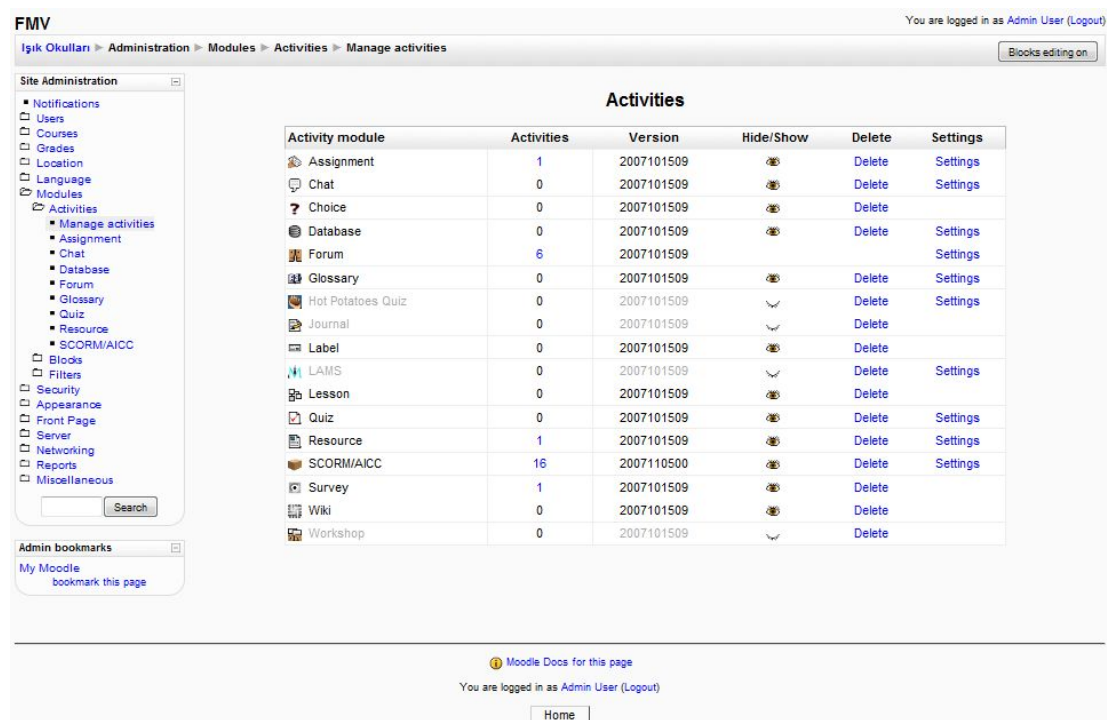 FMV
You are logged in as Admin User (Logout)
Işık Okulları ► Administration ► Modules ► Activities ► Manage activities
Blocks editing on
Site Administration
Notifications
Users
Courses
Grades
Location
Language
Modules
Activities
Manage activities
Assignment
Chat
Database
Forum
Glossary
Quiz
Resource
SCORM/AICC
Blocks
Filters
Security
Appearance
Front Page
Server
Networking
Reports
Miscellaneous
Search
Admin bookmarks
My Moodle
bookmark this page
Activities
Activity module Activities Version Hide/Show Delete Settings
Assignment 1 2007101509 Delete Settings
Chat 0 2007101509 Delete Settings
Choice 0 2007101509 Delete
Database 0 2007101509 Delete Settings
Forum 6 2007101509 Settings
Glossary 0 2007101509 Delete Settings
Hot Potatoes Quiz 0 2007101509 Delete Settings
Journal 0 2007101509 Delete
Label 0 2007101509 Delete
LAMS 0 2007101509 Delete Settings
Lesson 0 2007101509 Delete
Quiz 0 2007101509 Delete Settings
Resource 1 2007101509 Delete Settings
SCORM/AICC 16 2007110500 Delete Settings
Survey 1 2007101509 Delete
Wiki 0 2007101509 Delete
Workshop 0 2007101509 Delete
Moodle Docs for this page
You are logged in as Admin User (Logout)
Home